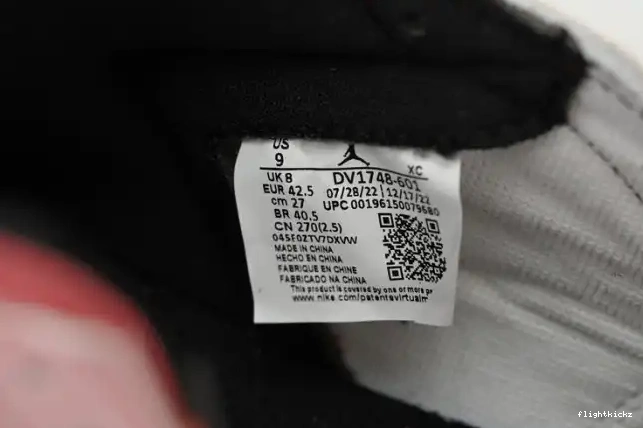 US
9
XC
UK 8 DV1748-601
EUR 42.5 07/28/22 | 12/17/22
cm 27 UPC 00196150079680
BR 40.5
CN 270(2.5)
045F0ZTV7DXVW
MADE IN CHINA
HECHO EN CHINA
FABRIQUE EN CHINE
FABRICADO NA CHINA
This product is covered by one or more
www.nike.com/patentsvirtual
flightkickz